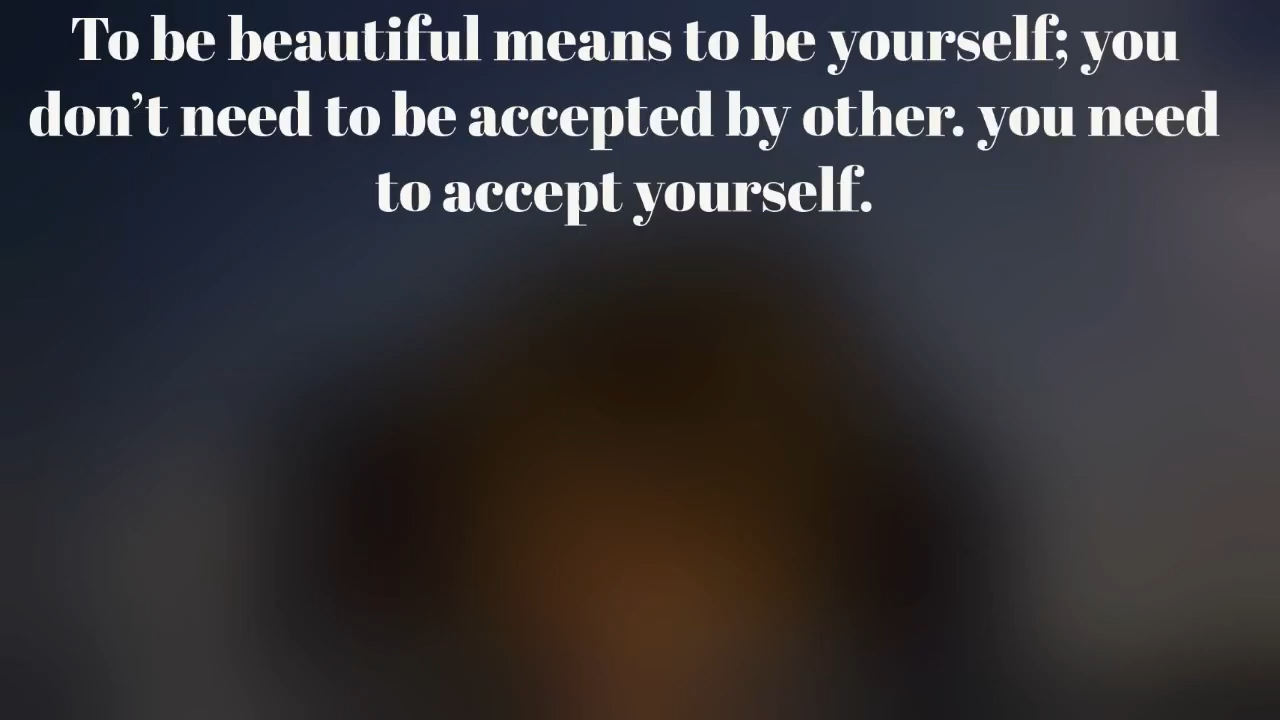 To be beautiful means to be yourself; you
don’t need to be accepted by other. you need
to accept yourself.